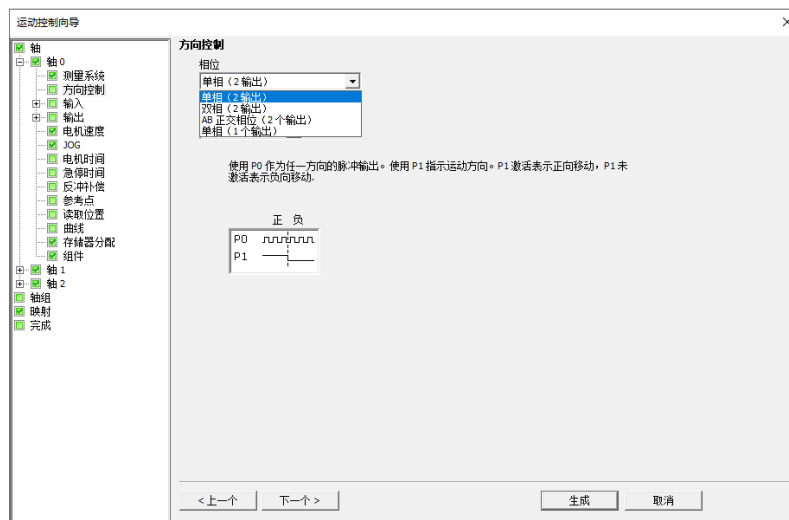 运动控制向导
轴
轴 0
测量系统
方向控制
输入
输出
电机速度
JOG
电机时间
急停时间
反冲补偿
参考点
读取位置
曲线
存储器分配
组件
轴 1
轴 2
轴组
映射
完成
方向控制
相位
单相（2 输出）
单相（2 输出）
双相（2 输出）
AB 正交相位（2 个输出）
单相（1 个输出）
使用 P0 作为任一方向的脉冲输出。使用 P1 指示运动方向。P1 激活表示正向移动，P1 未
激活表示负向移动.
正 负
P0
P1
< 上一个
下一个 >
生成
取消